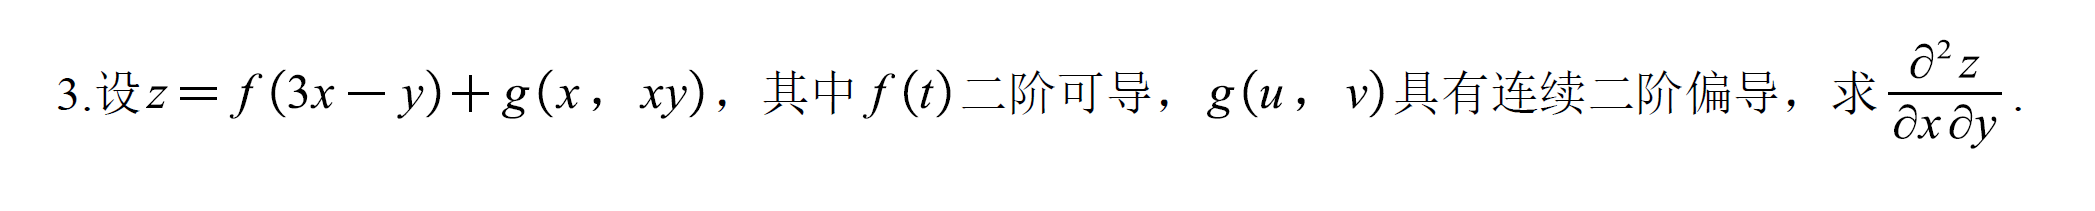 3.设z=f(3x-y)+g(x, xy), 其中f(t)二阶可导, g(u, v)具有连续二阶偏导, 求∂²z/∂x∂y.